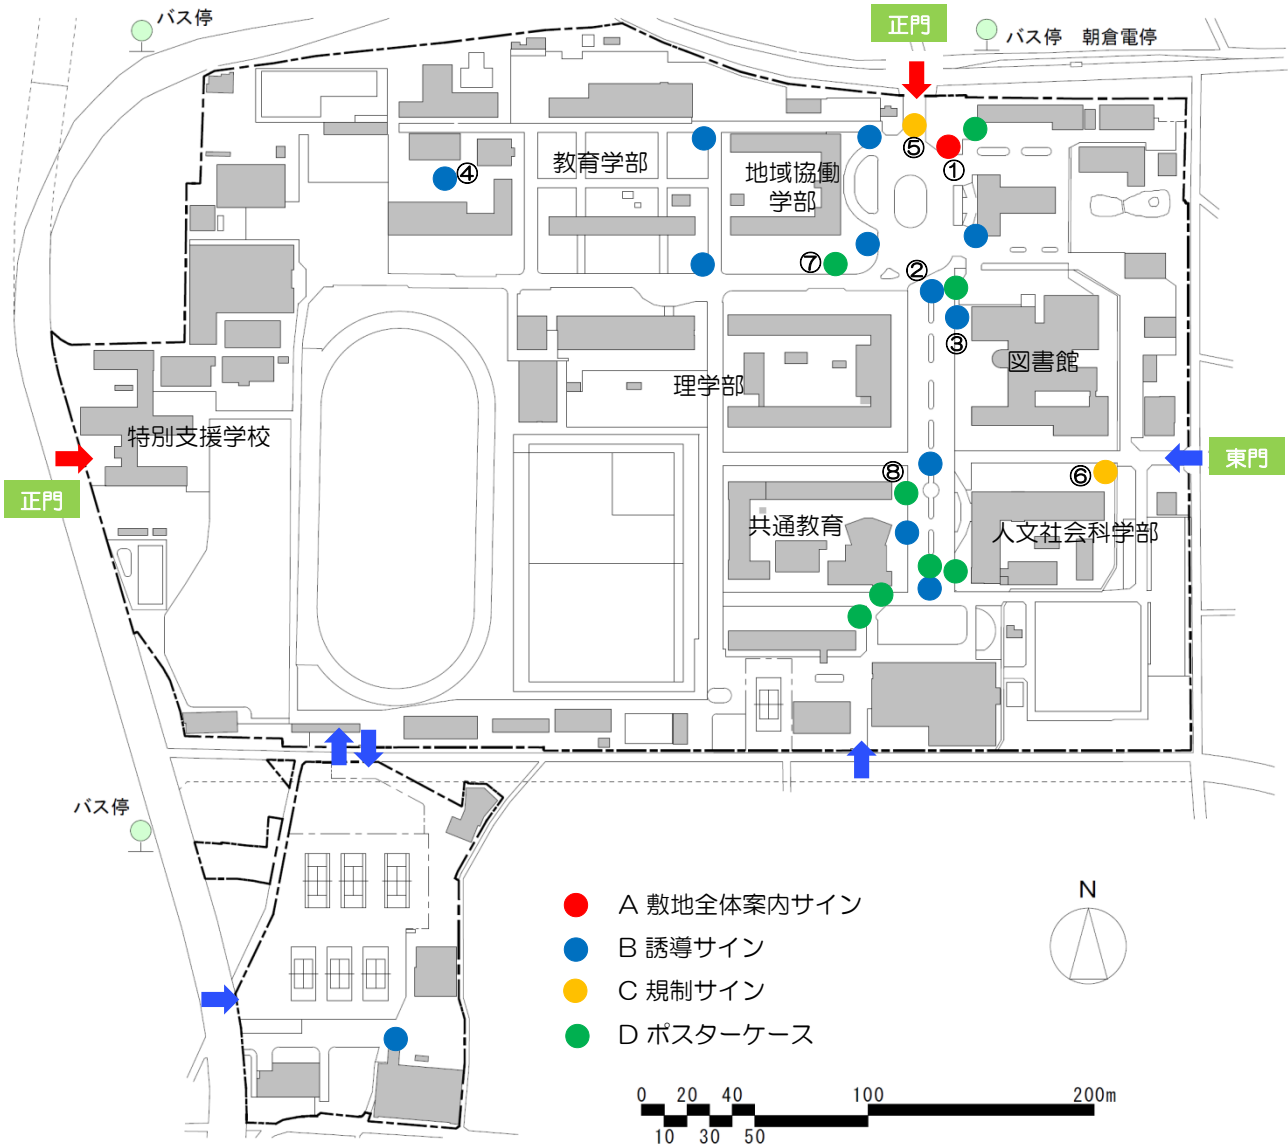 バス停
正門
バス停 朝倉電停
⑤
①
④
教育学部
地域協働
学部
⑦
②
③
図書館
理学部
特別支援学校
正門
東門
⑧
⑥
共通教育
人文社会科学部
バス停
A 敷地全体案内サイン
B 誘導サイン
C 規制サイン
D ポスターケース
N
0 20 40 100 200m
10 30 50